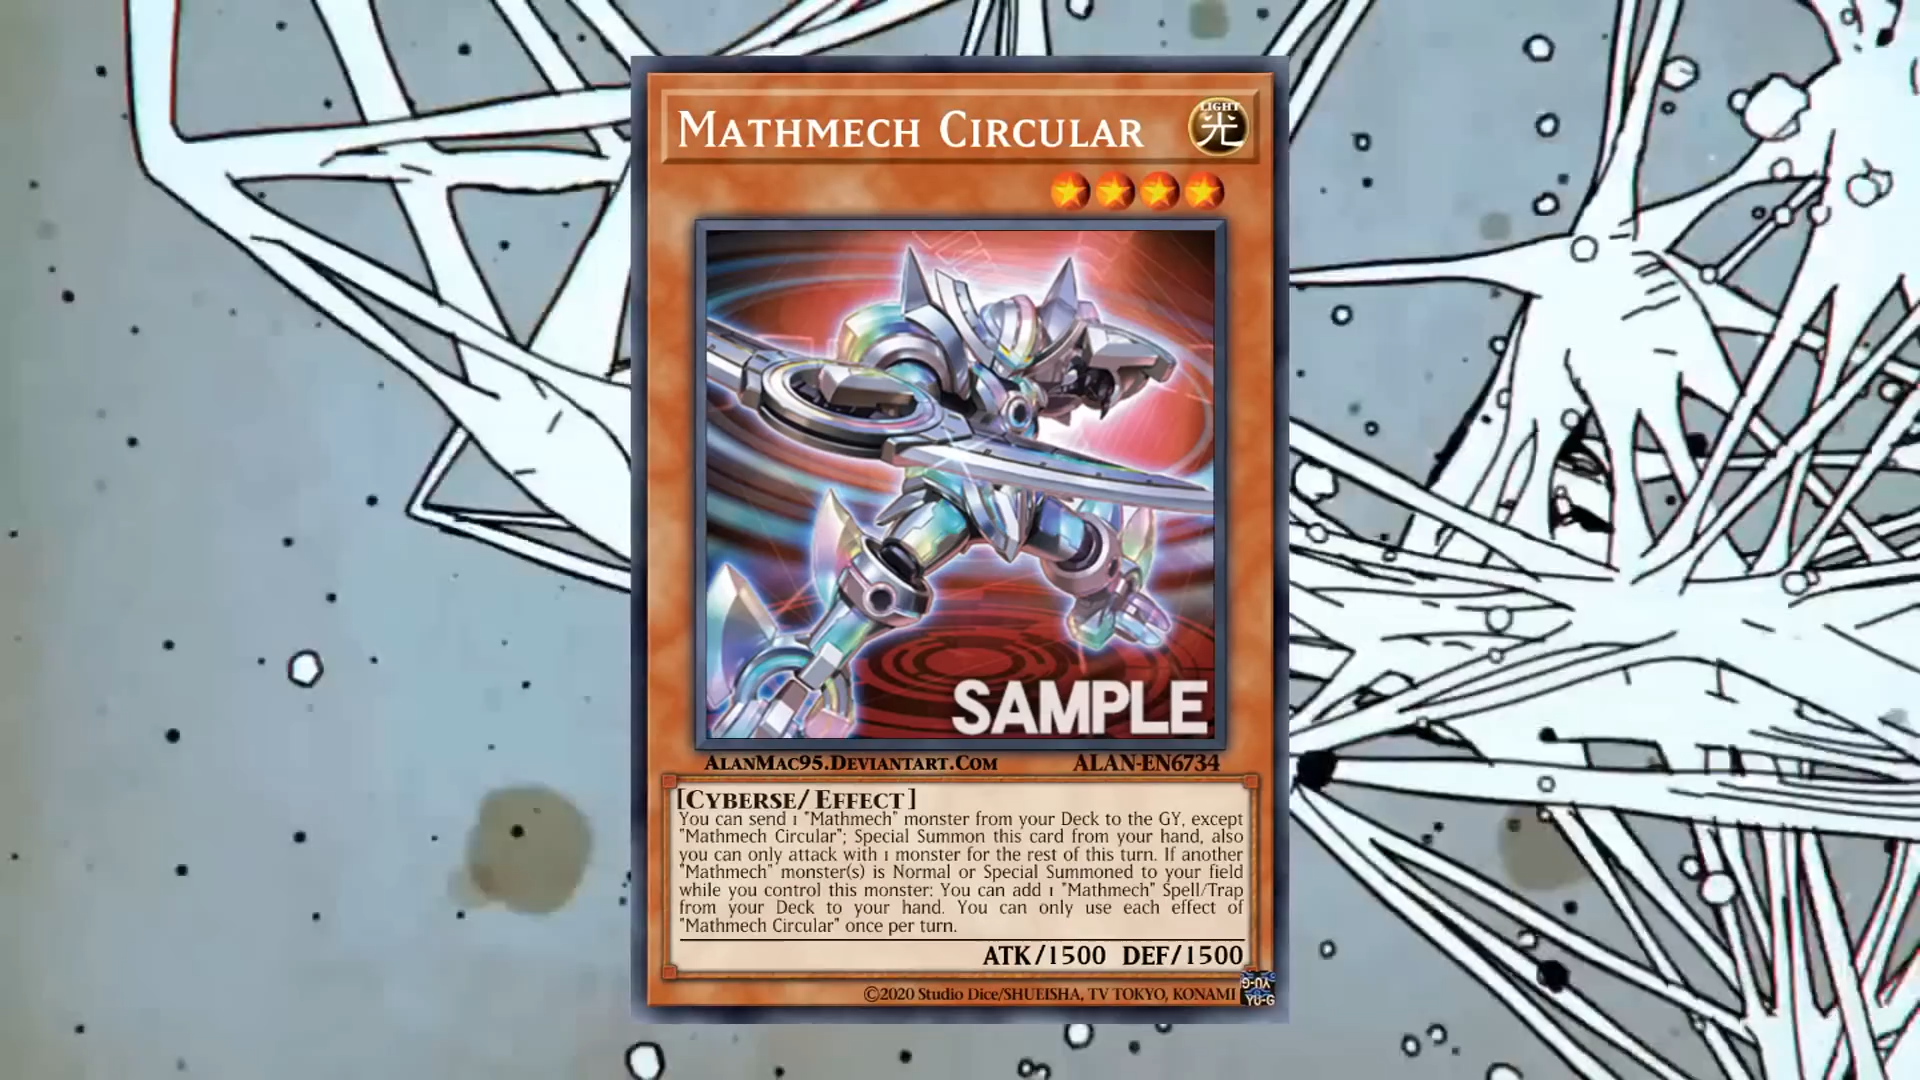 MATHMECH CIRCULAR
LIGHT
光
SAMPLE
ALANMAC95.DEVIANTART.COM ALAN-EN6734
[CYBERSE/EFFECT]
You can send 1 "Mathmech" monster from your Deck to the GY, except
"Mathmech Circular"; Special Summon this card from your hand, also
you can only attack with 1 monster for the rest of this turn. If another
"Mathmech" monster(s) is Normal or Special Summoned to your field
while you control this monster: You can add 1 "Mathmech" Spell/Trap
from your Deck to your hand. You can only use each effect of
"Mathmech Circular" once per turn.
ATK/1500 DEF/1500
©2020 Studio Dice/SHUEISHA, TV TOKYO, KONAMI